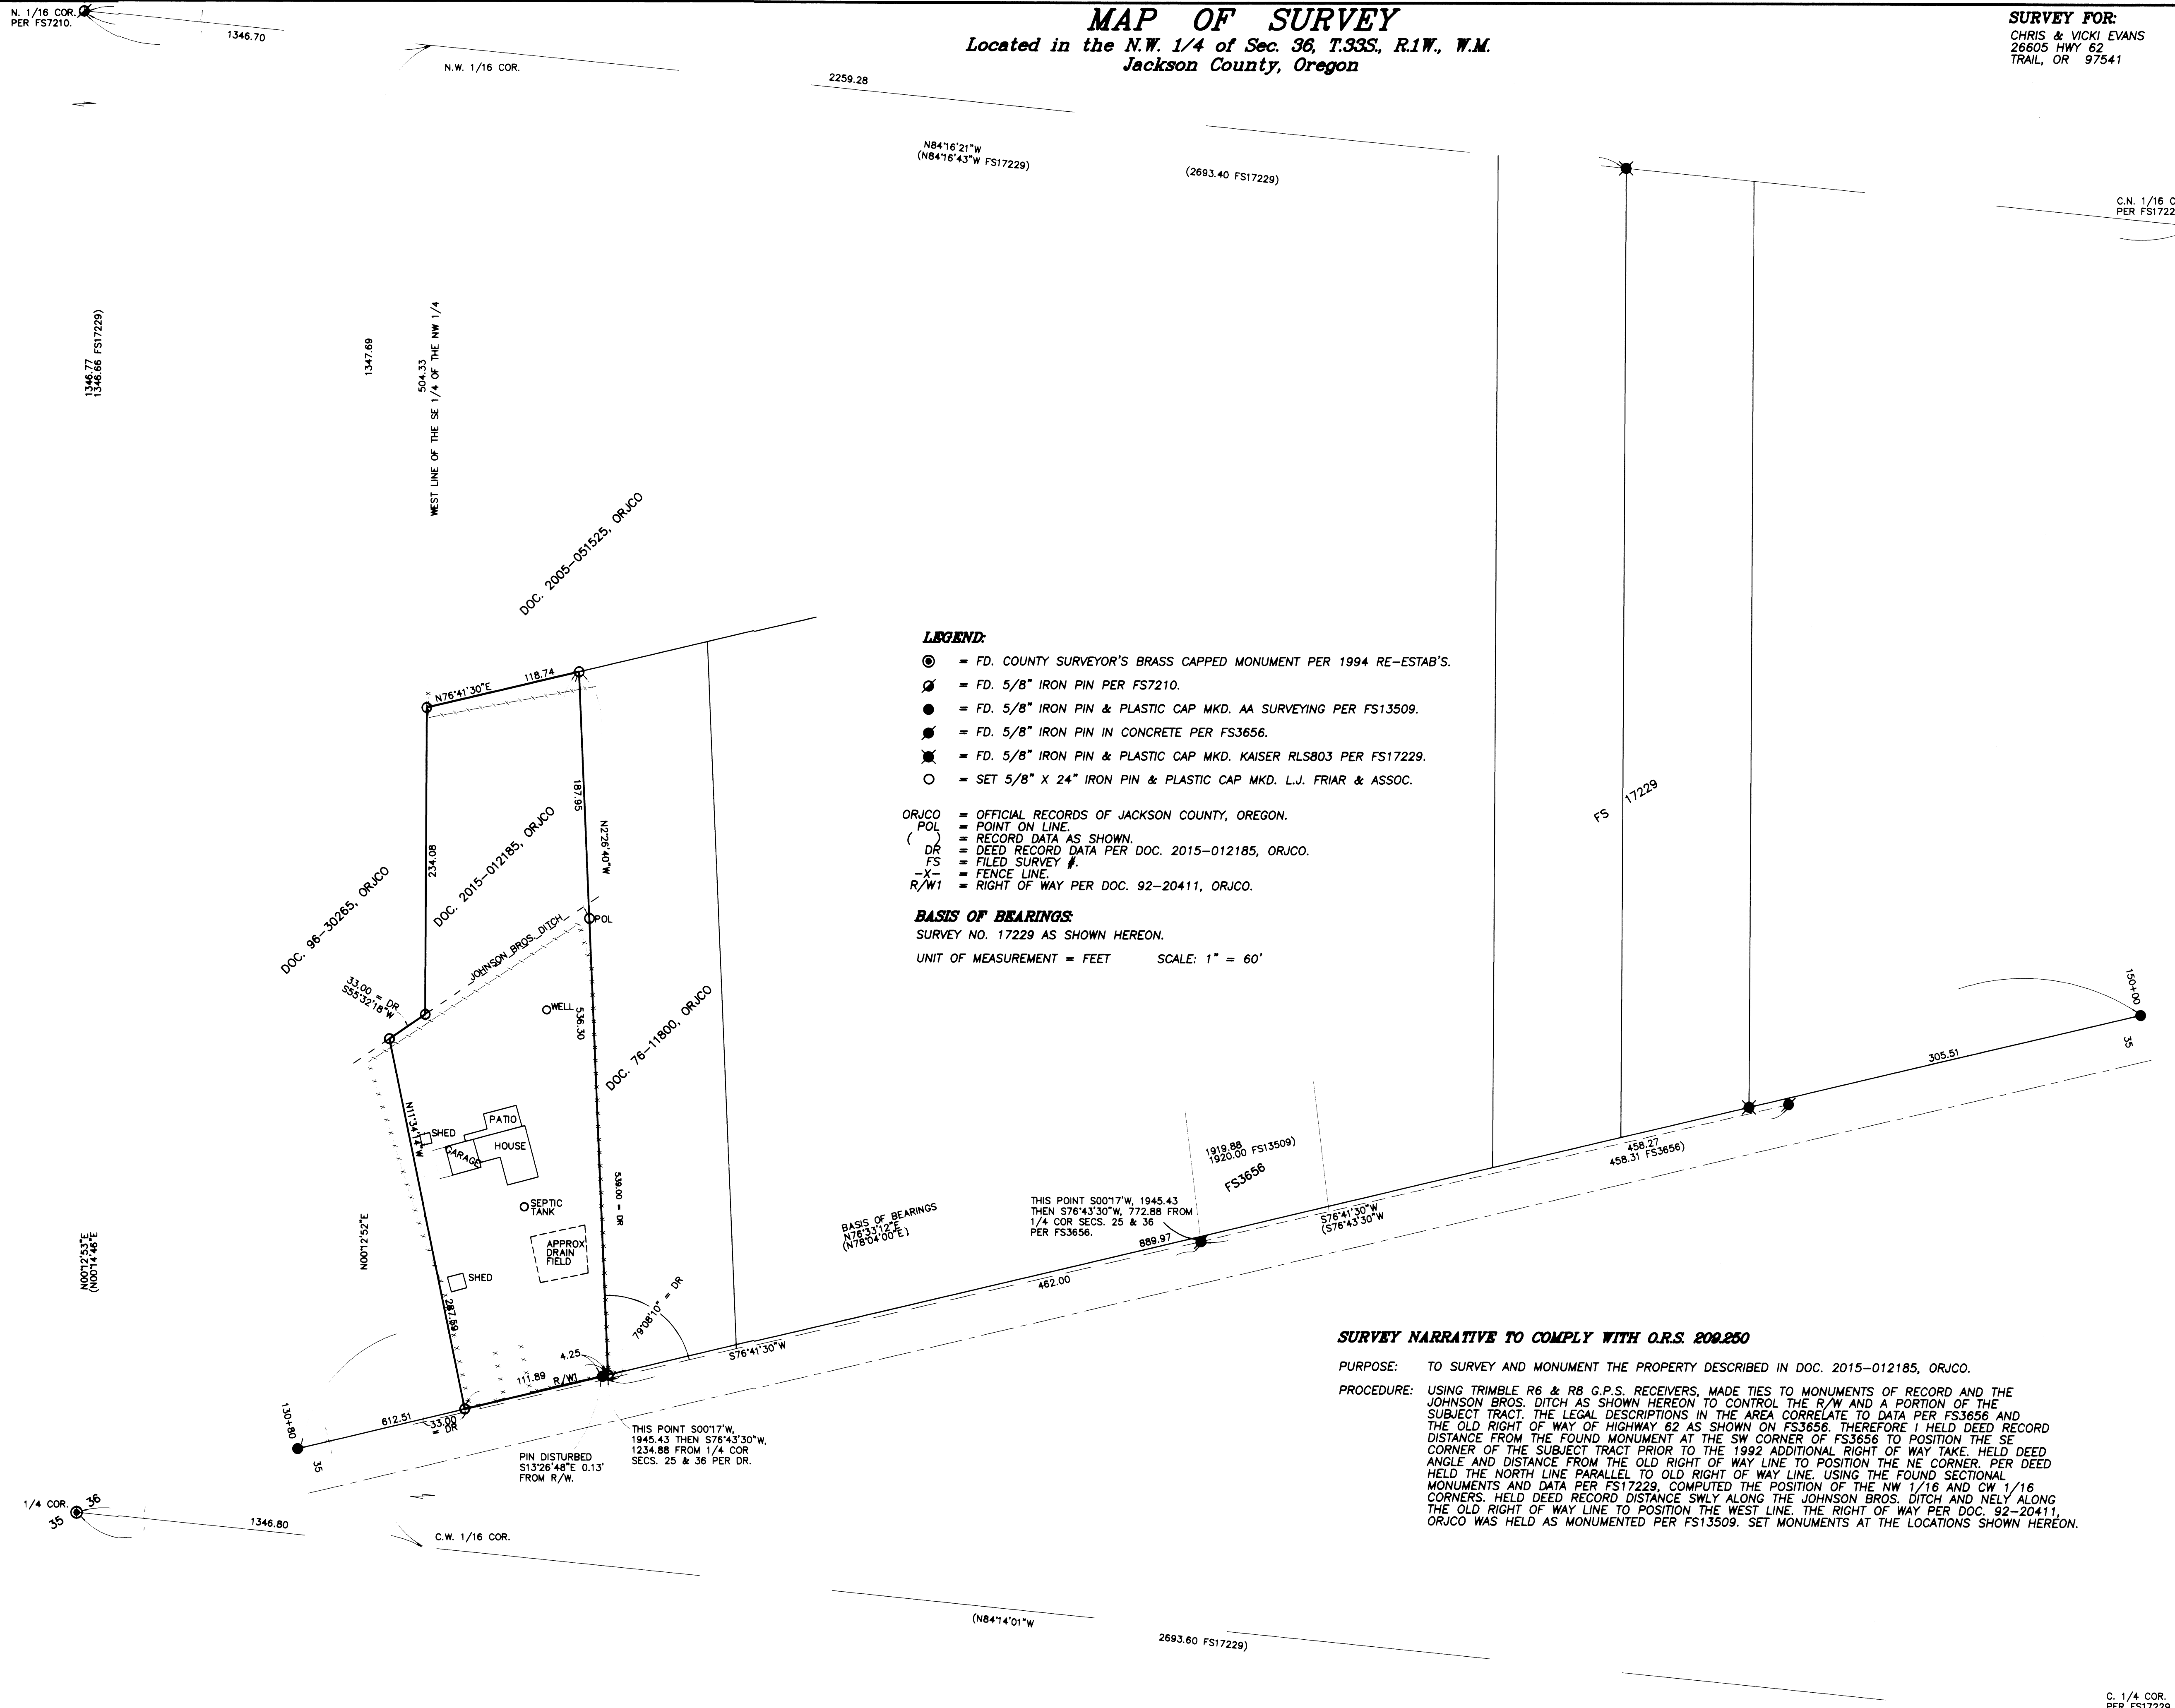 MAP OF SURVEY
Located in the N.W. 1/4 of Sec. 36, T.33S., R.1W., W.M.
Jackson County, Oregon
SURVEY FOR:
CHRIS & VICKI EVANS
26605 HWY 62
TRAIL, OR 97541
N. 1/16 COR.
PER FS7210.
1346.70
N.W. 1/16 COR.
2259.28
N84°16'21"W
(N84°16'43"W FS17229)
(2693.40 FS17229)
C.N. 1/16 C
PER FS1722
1346.77
1346.66 FS17229)
1347.69
504.33
WEST LINE OF THE SE 1/4 OF THE NW 1/4
DOC. 2005-051525, ORJCO
N76°41'30"E
118.74
187.95
N2°26'40"W
234.08
DOC. 2015-012185, ORJCO
DOC. 96-30265, ORJCO
JOHNSON BROS. DITCH
POL
33.00 = DR
S55°32'18"W
WELL
536.30
DOC. 76-11800, ORJCO
N11°34'14"W
SHED
PATIO
GARAGE
HOUSE
SEPTIC
TANK
539.00 = DR
APPROX
DRAIN
FIELD
SHED
287.59
79°08'10" = DR
N00°12'52"E
N00°12'53"E
(N00°14'46"E
4.25
111.89 R/W1
S76°41'30"W
130+80
612.51
33.00
= DR
35
PIN DISTURBED
S13°26'48"E 0.13'
FROM R/W.
THIS POINT S00°17'W,
1945.43 THEN S76°43'30"W,
1234.88 FROM 1/4 COR
SECS. 25 & 36 PER DR.
1/4 COR.
36
35
1346.80
C.W. 1/16 COR.
LEGEND:
= FD. COUNTY SURVEYOR'S BRASS CAPPED MONUMENT PER 1994 RE-ESTAB'S.
= FD. 5/8" IRON PIN PER FS7210.
= FD. 5/8" IRON PIN & PLASTIC CAP MKD. AA SURVEYING PER FS13509.
= FD. 5/8" IRON PIN IN CONCRETE PER FS3656.
= FD. 5/8" IRON PIN & PLASTIC CAP MKD. KAISER RLS803 PER FS17229.
= SET 5/8" X 24" IRON PIN & PLASTIC CAP MKD. L.J. FRIAR & ASSOC.
ORJCO = OFFICIAL RECORDS OF JACKSON COUNTY, OREGON.
POL = POINT ON LINE.
( ) = RECORD DATA AS SHOWN.
DR = DEED RECORD DATA PER DOC. 2015-012185, ORJCO.
FS = FILED SURVEY #.
-X- = FENCE LINE.
R/W1 = RIGHT OF WAY PER DOC. 92-20411, ORJCO.
BASIS OF BEARINGS:
SURVEY NO. 17229 AS SHOWN HEREON.
UNIT OF MEASUREMENT = FEET SCALE: 1" = 60'
FS 17229
150+00
35
305.51
458.27
458.31 FS3656)
1919.88
1920.00 FS13509)
FS3656
S76°41'30"W
(S76°43'30"W
THIS POINT S00°17'W, 1945.43
THEN S76°43'30"W, 772.88 FROM
1/4 COR SECS. 25 & 36
PER FS3656.
889.97
462.00
BASIS OF BEARINGS
N76°33'12"E
(N78°04'00"E)
SURVEY NARRATIVE TO COMPLY WITH O.R.S. 209.250
PURPOSE: TO SURVEY AND MONUMENT THE PROPERTY DESCRIBED IN DOC. 2015-012185, ORJCO.
PROCEDURE: USING TRIMBLE R6 & R8 G.P.S. RECEIVERS, MADE TIES TO MONUMENTS OF RECORD AND THE
JOHNSON BROS. DITCH AS SHOWN HEREON TO CONTROL THE R/W AND A PORTION OF THE
SUBJECT TRACT. THE LEGAL DESCRIPTIONS IN THE AREA CORRELATE TO DATA PER FS3656 AND
THE OLD RIGHT OF WAY OF HIGHWAY 62 AS SHOWN ON FS3656. THEREFORE I HELD DEED RECORD
DISTANCE FROM THE FOUND MONUMENT AT THE SW CORNER OF FS3656 TO POSITION THE SE
CORNER OF THE SUBJECT TRACT PRIOR TO THE 1992 ADDITIONAL RIGHT OF WAY TAKE. HELD DEED
ANGLE AND DISTANCE FROM THE OLD RIGHT OF WAY LINE TO POSITION THE NE CORNER. PER DEED
HELD THE NORTH LINE PARALLEL TO OLD RIGHT OF WAY LINE. USING THE FOUND SECTIONAL
MONUMENTS AND DATA PER FS17229, COMPUTED THE POSITION OF THE NW 1/16 AND CW 1/16
CORNERS. HELD DEED RECORD DISTANCE SWLY ALONG THE JOHNSON BROS. DITCH AND NELY ALONG
THE OLD RIGHT OF WAY LINE TO POSITION THE WEST LINE. THE RIGHT OF WAY PER DOC. 92-20411,
ORJCO WAS HELD AS MONUMENTED PER FS13509. SET MONUMENTS AT THE LOCATIONS SHOWN HEREON.
(N84°14'01"W
2693.60 FS17229)
C. 1/4 COR.
PER FS17229